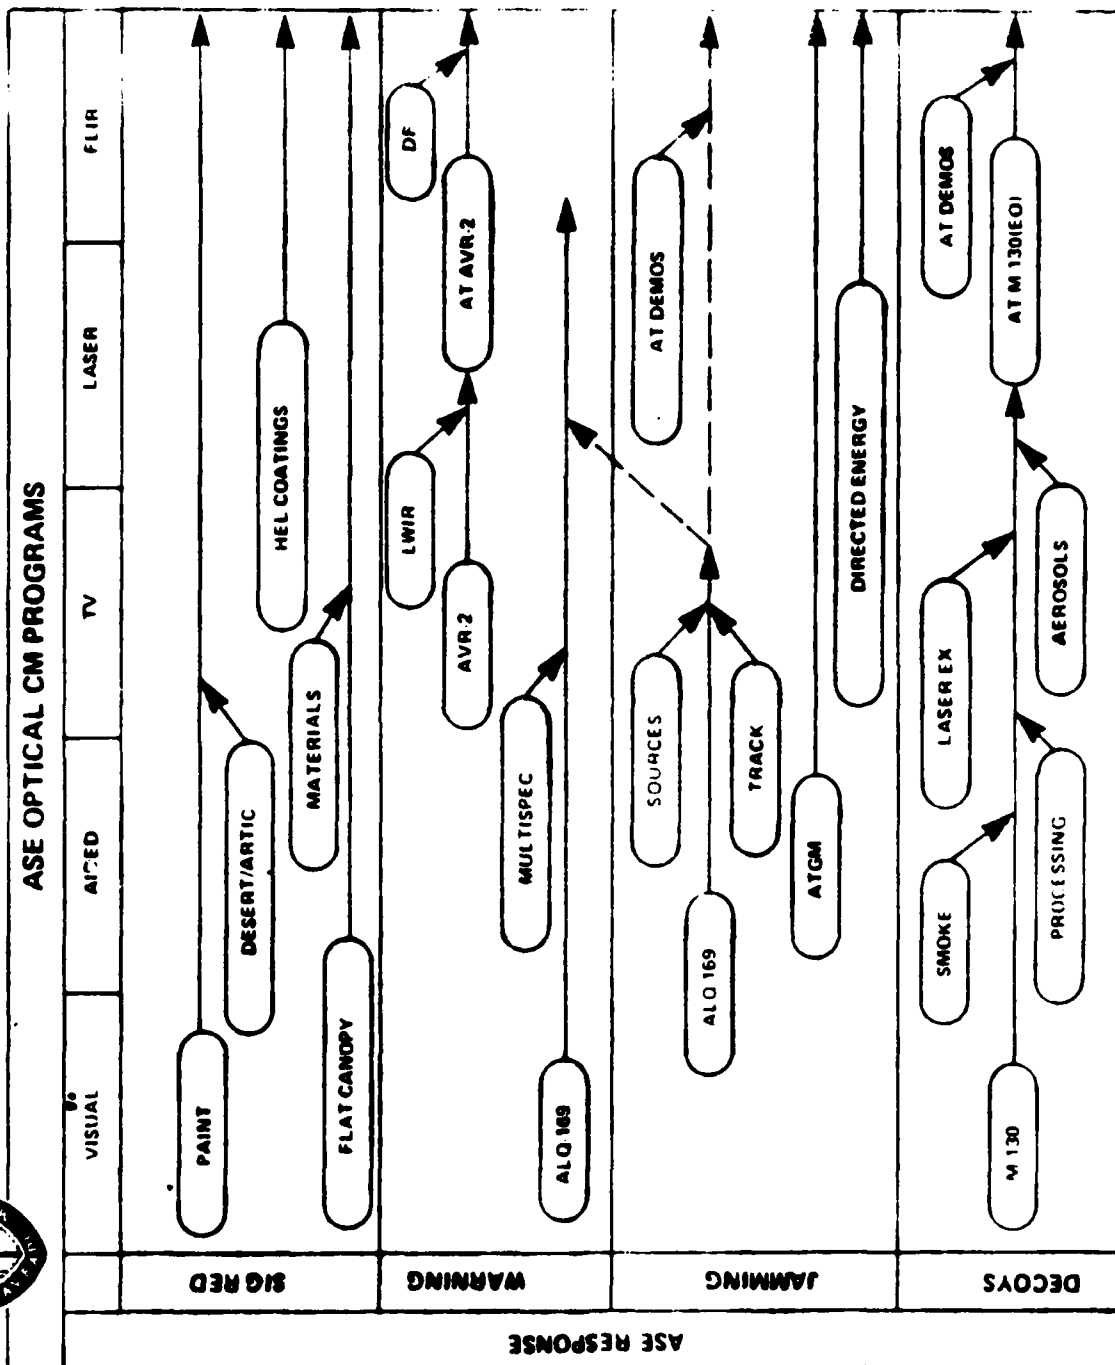 ASE OPTICAL CM PROGRAMS
VISUAL
AIDED
TV
LASER
FLIR
ASE RESPONSE
SIG RED
PAINT
DESERT/ARTIC
HEL COATINGS
MATERIALS
FLAT CANOPY
WARNING
LWIR
DF
AVR-2
AT AVR-2
MULTISPEC
ALQ-169
JAMMING
SOURCES
AT DEMOS
ALQ 169
TRACK
ATGM
DIRECTED ENERGY
DECOYS
SMOKE
LASER EX
AT DEMOS
M 130
AT M 130(EO)
PROCESSING
AEROSOLS